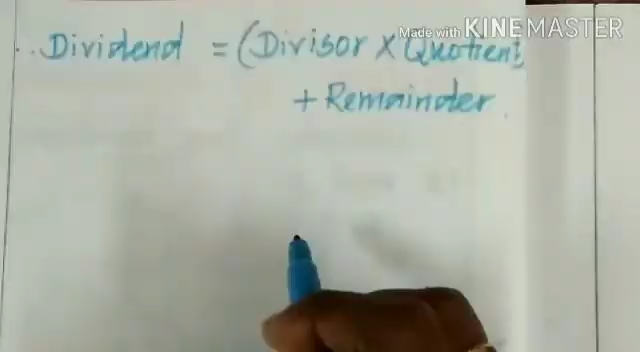 Made with KINEMASTER
∴ Dividend = (Divisor × Quotient)
+ Remainder.